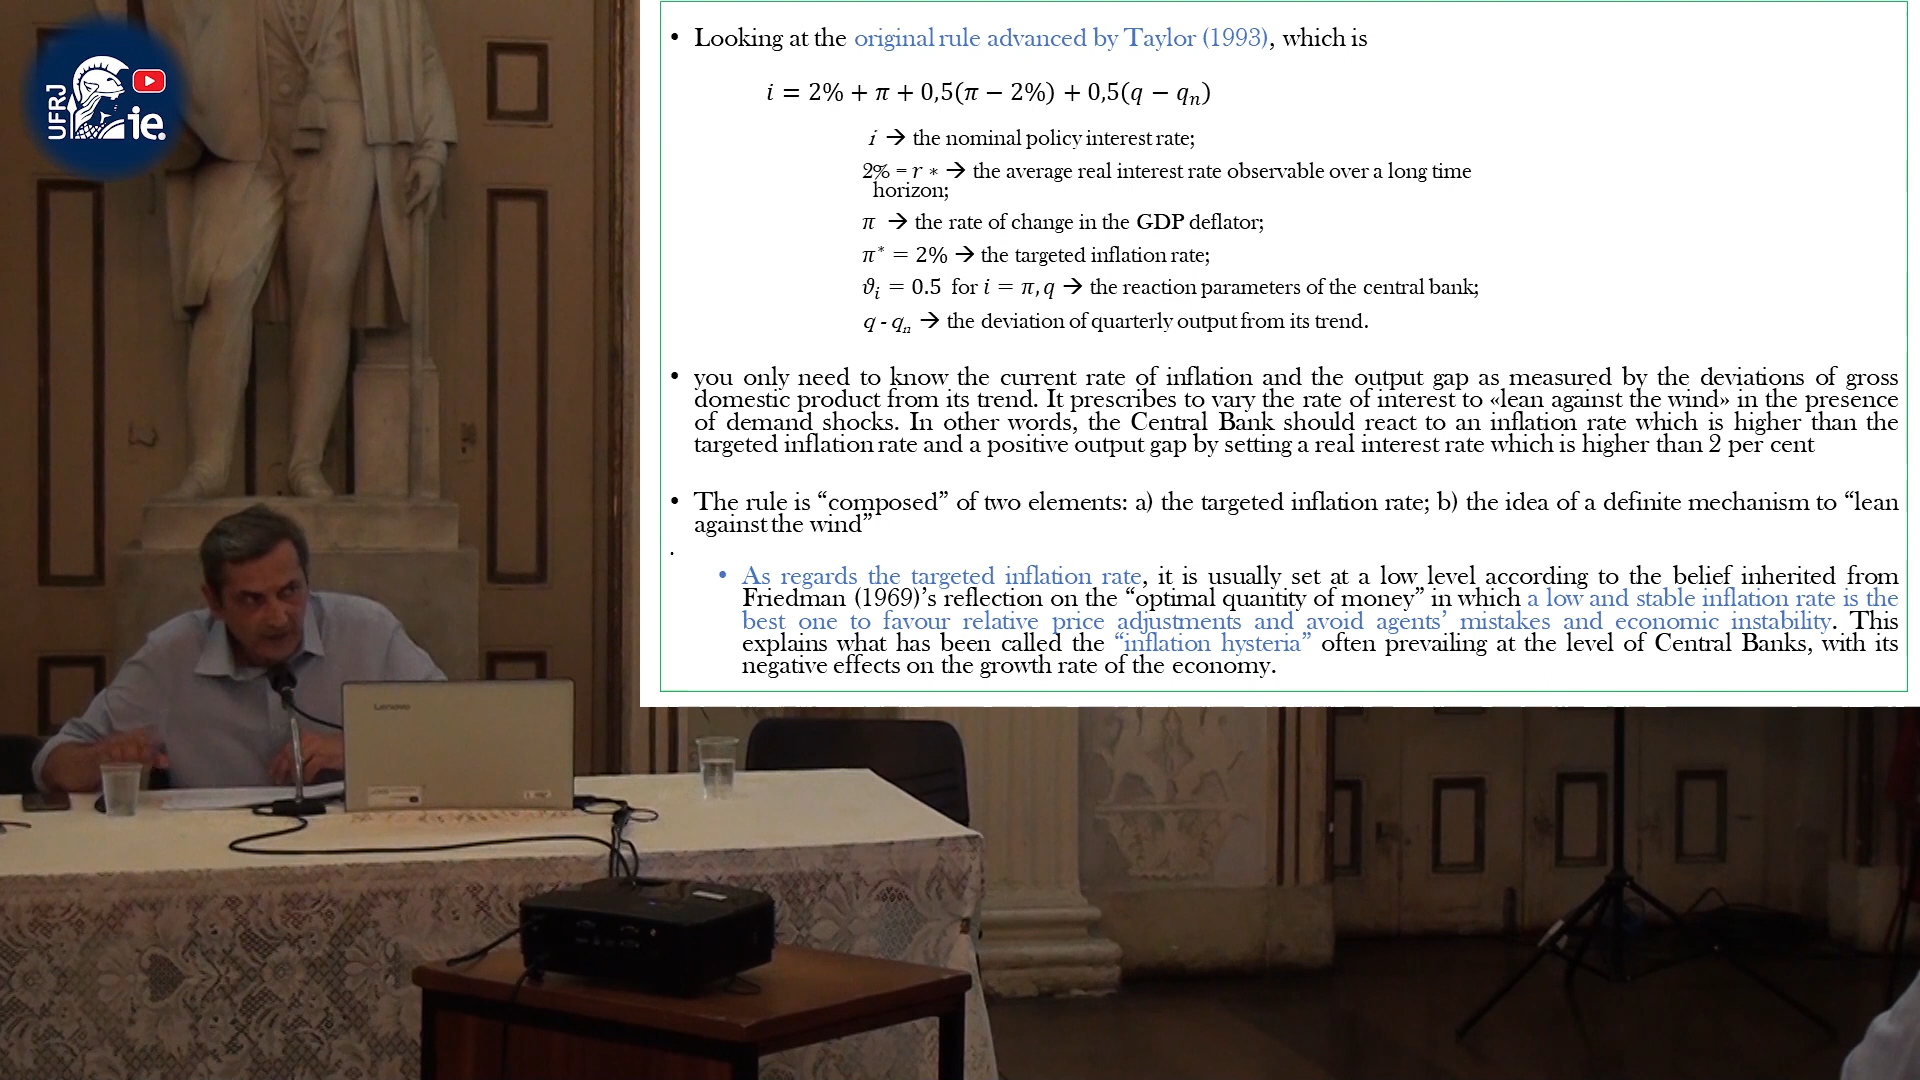 UFRJ
ie.
• Looking at the original rule advanced by Taylor (1993), which is
i = 2% + π + 0,5(π − 2%) + 0,5(q − qₙ)
i → the nominal policy interest rate;
2% = r * → the average real interest rate observable over a long time
horizon;
π → the rate of change in the GDP deflator;
π* = 2% → the targeted inflation rate;
ϑᵢ = 0.5 for i = π, q → the reaction parameters of the central bank;
q - qₙ → the deviation of quarterly output from its trend.
• you only need to know the current rate of inflation and the output gap as measured by the deviations of gross
domestic product from its trend. It prescribes to vary the rate of interest to «lean against the wind» in the presence
of demand shocks. In other words, the Central Bank should react to an inflation rate which is higher than the
targeted inflation rate and a positive output gap by setting a real interest rate which is higher than 2 per cent
• The rule is “composed” of two elements: a) the targeted inflation rate; b) the idea of a definite mechanism to “lean
against the wind”
.
• As regards the targeted inflation rate, it is usually set at a low level according to the belief inherited from
Friedman (1969)’s reflection on the “optimal quantity of money” in which a low and stable inflation rate is the
best one to favour relative price adjustments and avoid agents’ mistakes and economic instability. This
explains what has been called the “inflation hysteria” often prevailing at the level of Central Banks, with its
negative effects on the growth rate of the economy.
Lenovo